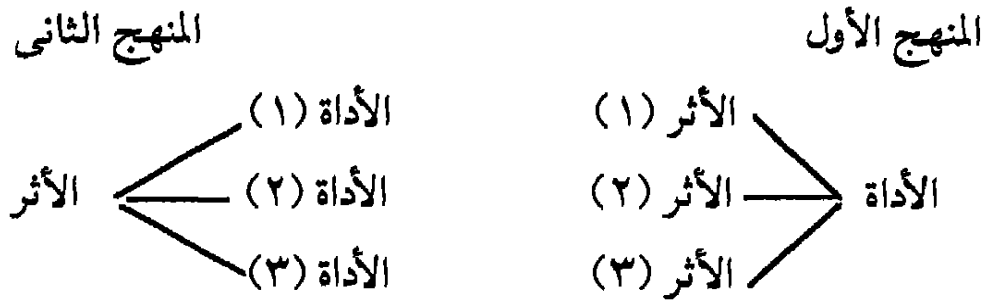 المنهج الأول
المنهج الثانى
الأثر (١)
الأداة (١)
الأداة
الأثر (٢)
الأداة (٢)
الأثر
الأثر (٣)
الأداة (٣)